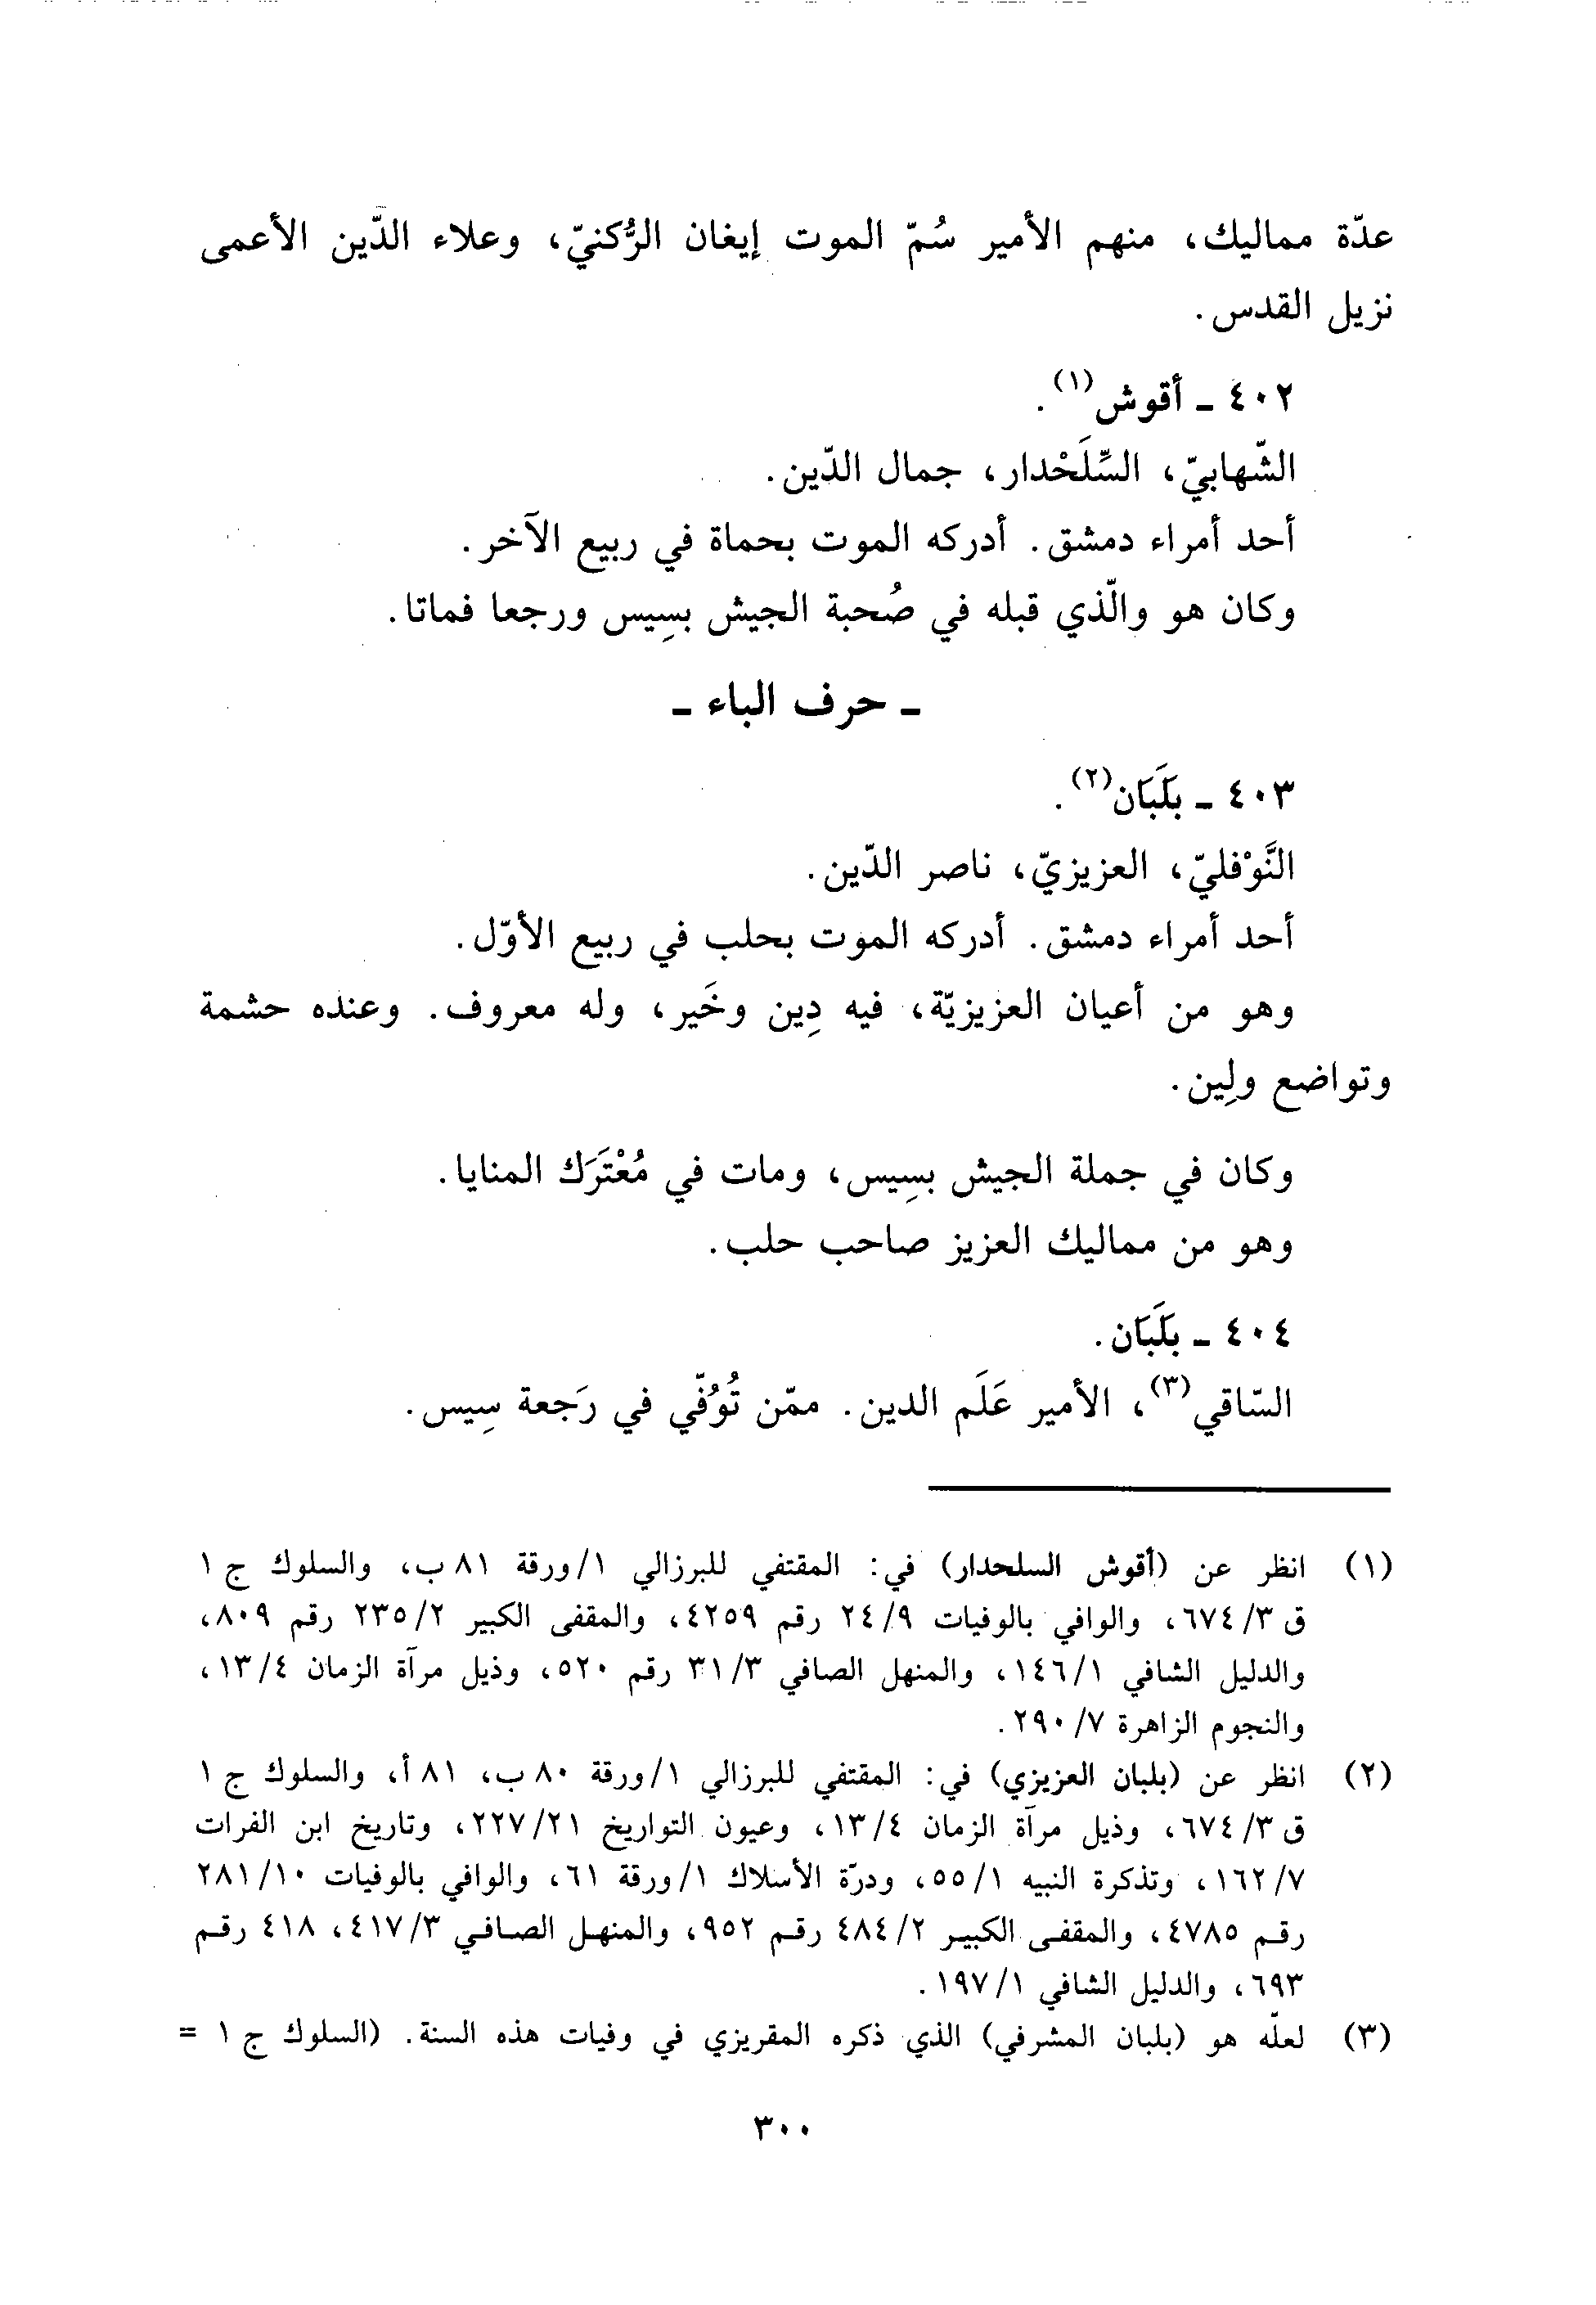 عدّة مماليك، منهم الأمير سُمّ الموت إيغان الرُّكنيّ، وعلاء الدّين الأعمى
نزيل القدس.
٤٠٢ - أقوش(١).
الشّهابيّ، السِّلَحْدار، جمال الدّين.
أحد أمراء دمشق. أدركه الموت بحماة في ربيع الآخر.
وكان هو والّذي قبله في صُحبة الجيش بسِيس ورجعا فماتا.
- حرف الباء -
٤٠٣ - بَلَبَان(٢).
النَّوْفليّ، العزيزيّ، ناصر الدّين.
أحد أمراء دمشق. أدركه الموت بحلب في ربيع الأوّل.
وهو من أعيان العزيزيّة، فيه دِين وخَير، وله معروف. وعنده حشمة
وتواضع ولِين.
وكان في جملة الجيش بسِيس، ومات في مُعْتَرَك المنايا.
وهو من مماليك العزيز صاحب حلب.
٤٠٤ - بَلَبَان.
السّاقي(٣)، الأمير عَلَم الدين. ممّن تُوُفّي في رَجعة سِيس.
(١) انظر عن (أقوش السلحدار) في: المقتفي للبرزالي ١/ورقة ٨١ ب، والسلوك ج ١
ق ٣/ ٦٧٤، والوافي بالوفيات ٩/ ٢٤ رقم ٤٢٥٩، والمقفى الكبير ٢/ ٢٣٥ رقم ٨٠٩،
والدليل الشافي ١/ ١٤٦، والمنهل الصافي ٣/ ٣١ رقم ٥٢٠، وذيل مرآة الزمان ٤/ ١٣،
والنجوم الزاهرة ٧/ ٢٩٠.
(٢) انظر عن (بلبان العزيزي) في: المقتفي للبرزالي ١/ورقة ٨٠ ب، ٨١ أ، والسلوك ج ١
ق ٣/ ٦٧٤، وذيل مرآة الزمان ٤/ ١٣، وعيون التواريخ ٢١/ ٢٢٧، وتاريخ ابن الفرات
٧/ ١٦٢، وتذكرة النبيه ١/ ٥٥، ودرّة الأسلاك ١/ورقة ٦١، والوافي بالوفيات ١٠/ ٢٨١
رقم ٤٧٨٥، والمقفى الكبير ٢/ ٤٨٤ رقم ٩٥٢، والمنهل الصافي ٣/ ٤١٧، ٤١٨ رقم
٦٩٣، والدليل الشافي ١/ ١٩٧.
(٣) لعلّه هو (بلبان المشرفي) الذي ذكره المقريزي في وفيات هذه السنة. (السلوك ج ١ =
٣٠٠